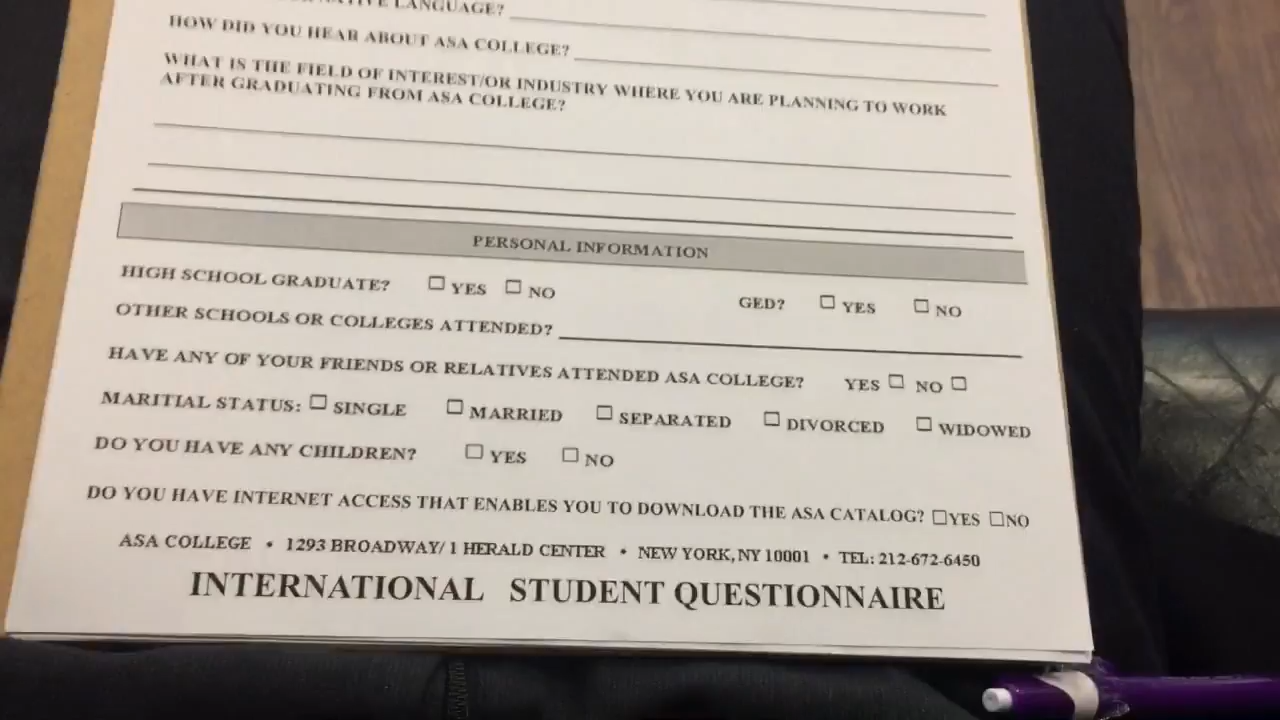 LANGUAGE?
HOW DID YOU HEAR ABOUT ASA COLLEGE?
WHAT IS THE FIELD OF INTEREST/OR INDUSTRY WHERE YOU ARE PLANNING TO WORK
AFTER GRADUATING FROM ASA COLLEGE?
PERSONAL INFORMATION
HIGH SCHOOL GRADUATE? ☐ YES ☐ NO GED? ☐ YES ☐ NO
OTHER SCHOOLS OR COLLEGES ATTENDED?
HAVE ANY OF YOUR FRIENDS OR RELATIVES ATTENDED ASA COLLEGE? YES ☐ NO ☐
MARITIAL STATUS: ☐ SINGLE ☐ MARRIED ☐ SEPARATED ☐ DIVORCED ☐ WIDOWED
DO YOU HAVE ANY CHILDREN? ☐ YES ☐ NO
DO YOU HAVE INTERNET ACCESS THAT ENABLES YOU TO DOWNLOAD THE ASA CATALOG? ☐YES ☐NO
ASA COLLEGE • 1293 BROADWAY/ 1 HERALD CENTER • NEW YORK, NY 10001 • TEL: 212-672-6450
INTERNATIONAL STUDENT QUESTIONNAIRE